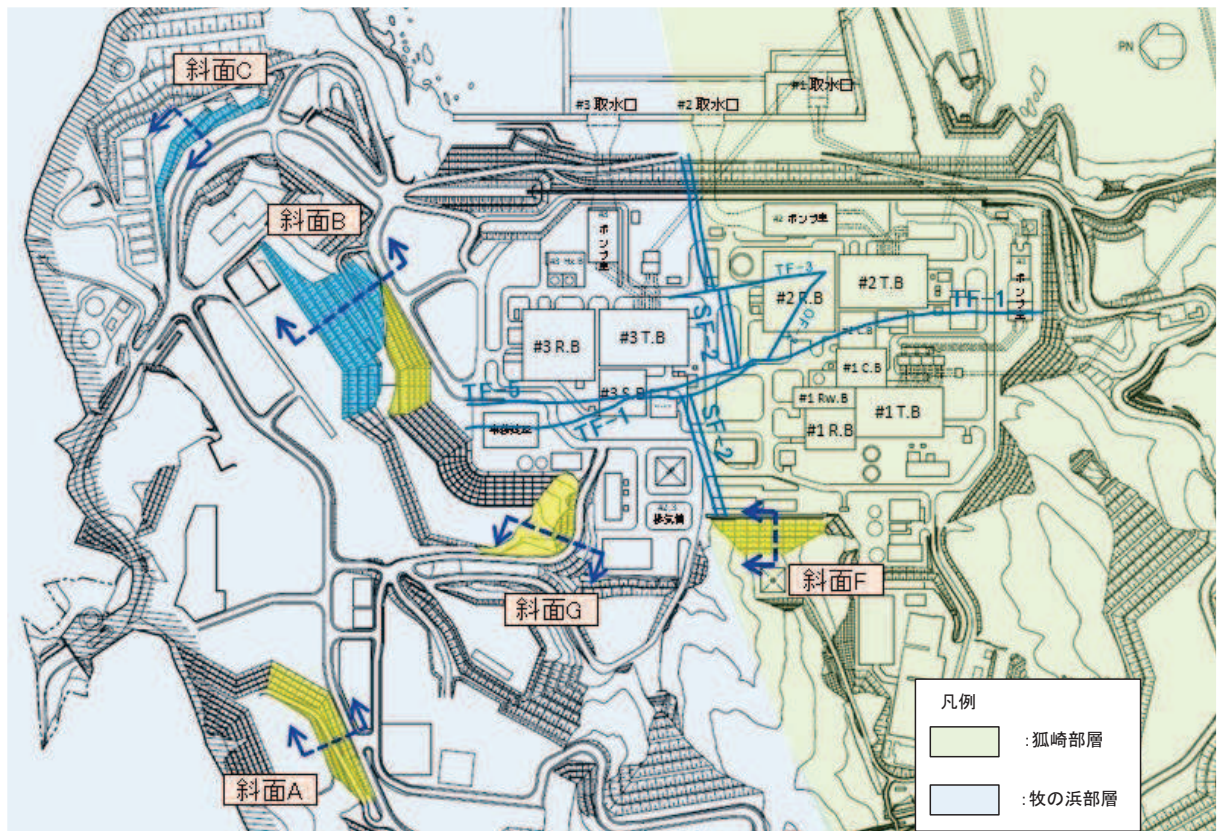 斜面C
PN
#3 取水口
#2 取水口
#1 取水口
斜面B
#2 ポンプ室
ポンプ室
TF-3
#2 R.B
#2 T.B
TF-1
ポンプ室
SF-2
OF-
#3 R.B
#3 T.B
#1 C.B
#3 S.B
#1 Rw.B
TF-5
TF-1
#1 R.B
#1 T.B
SF-2
排気筒
斜面F
斜面G
斜面A
凡例
:狐崎部層
:牧の浜部層